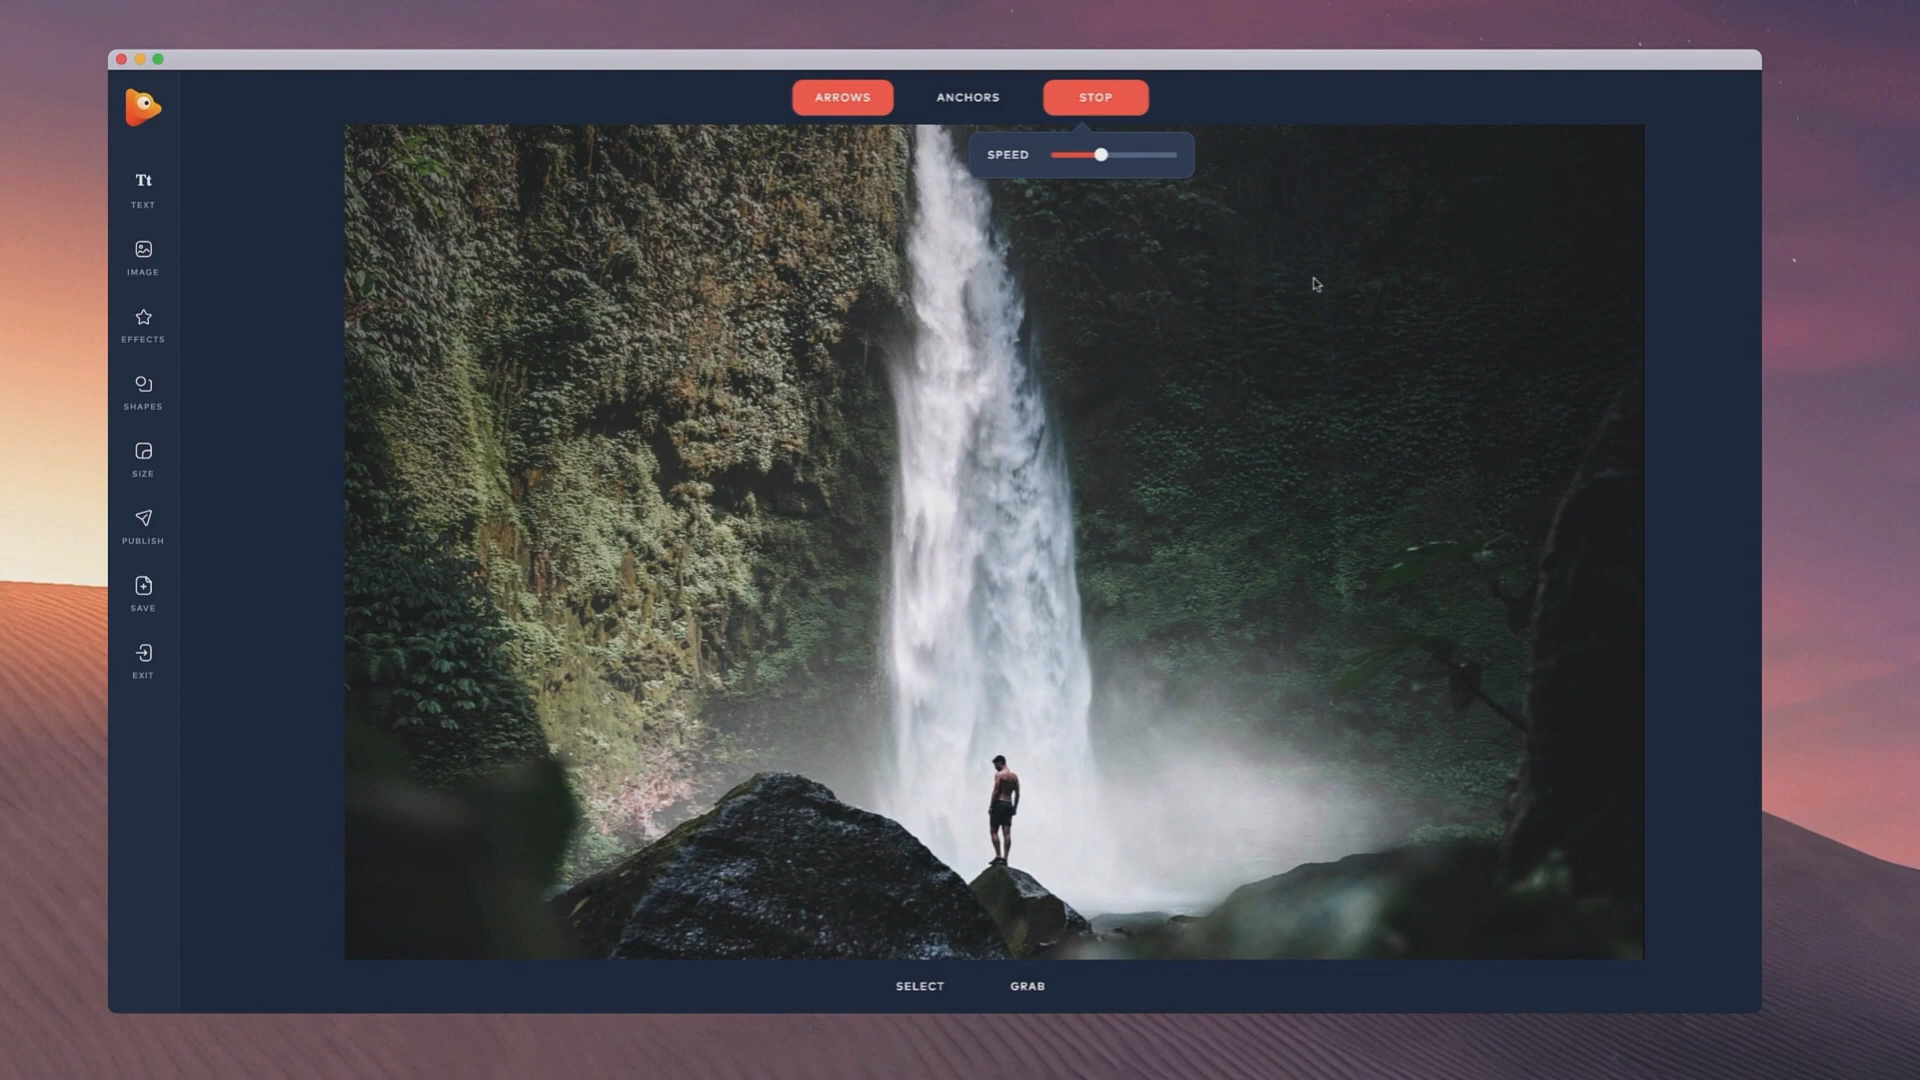 ARROWS
ANCHORS
STOP
SPEED
Tt
TEXT
IMAGE
EFFECTS
SHAPES
SIZE
PUBLISH
SAVE
EXIT
SELECT
GRAB